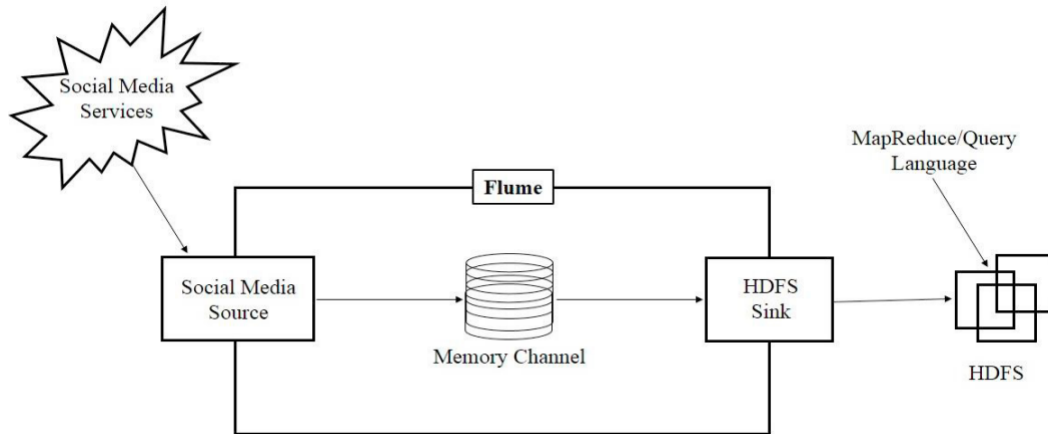 Social Media
Services
MapReduce/Query
Language
Flume
Social Media
Source
Memory Channel
HDFS
Sink
HDFS